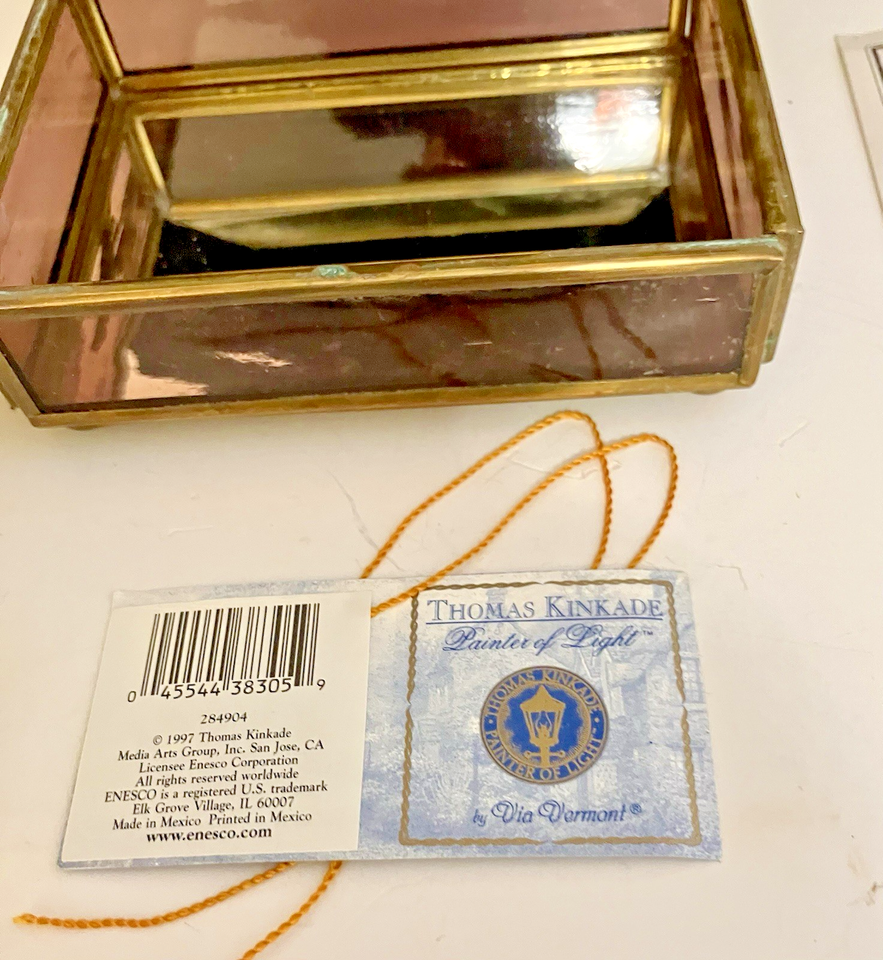 0 45544 38305 9
284904
© 1997 Thomas Kinkade
Media Arts Group, Inc. San Jose, CA
Licensee Enesco Corporation
All rights reserved worldwide
ENESCO is a registered U.S. trademark
Elk Grove Village, IL 60007
Made in Mexico Printed in Mexico
www.enesco.com
THOMAS KINKADE
Painter of Light™
THOMAS KINKADE
PAINTER OF LIGHT
by Via Vermont®